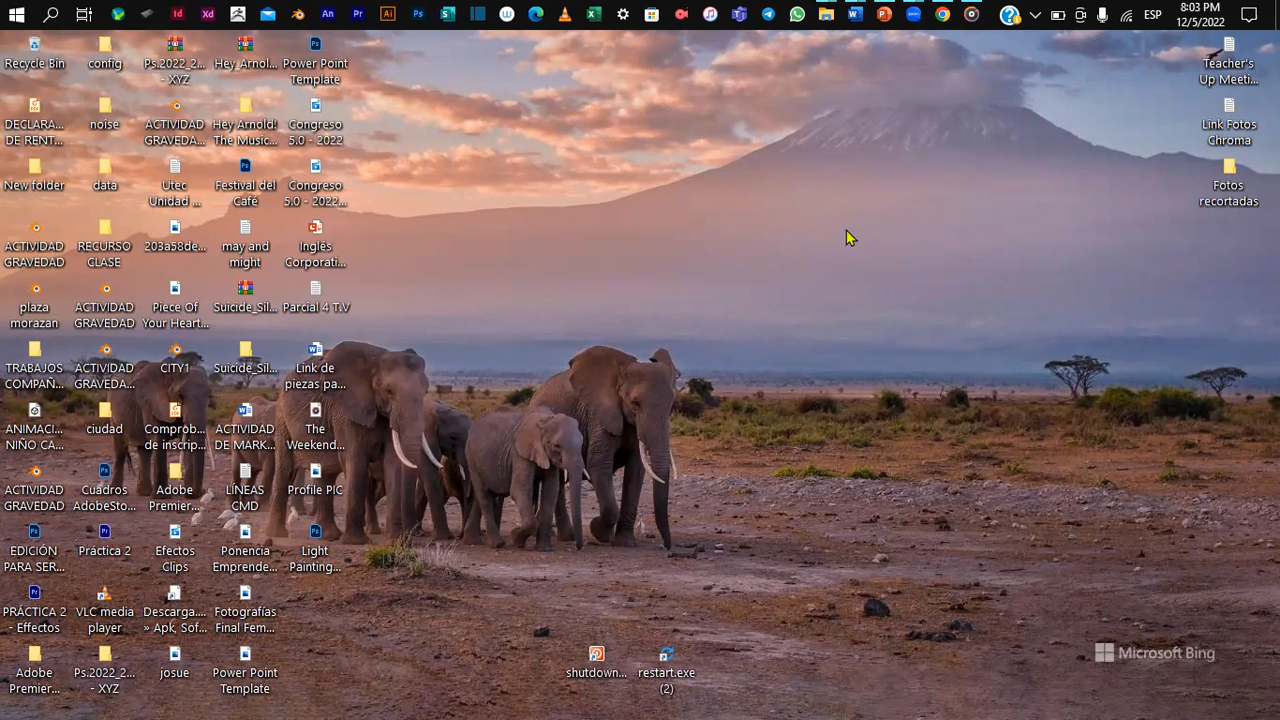 8:03 PM
ESP
12/5/2022
Recycle Bin
config
Ps.2022_2...
- XYZ
Hey_Arnol...
Power Point
Template
Teacher's
Up Meeti...
DECLARA...
DE RENT...
noise
ACTIVIDAD
GRAVEDA...
Hey Arnold!
The Music...
Congreso
5.0 - 2022
Link Fotos
Chroma
New folder
data
Utec
Unidad ...
Festival del
Café
Congreso
5.0 - 2022...
Fotos
recortadas
ACTIVIDAD
GRAVEDAD
RECURSO
CLASE
203a58de...
may and
might
Inglés
Corporati...
plaza
morazan
ACTIVIDAD
GRAVEDAD
Piece Of
Your Heart...
Suicide_Sil...
Parcial 4 T.V
TRABAJOS
COMPAÑ...
ACTIVIDAD
GRAVEDA...
CITY1
Suicide_Sil...
Link de
piezas pa...
ANIMACI...
NIÑO CA...
ciudad
Comprob...
de inscrip...
ACTIVIDAD
DE MARK...
The
Weekend...
ACTIVIDAD
GRAVEDAD
Cuadros
AdobeSto...
Adobe
Premier...
LÍNEAS
CMD
Profile PIC
EDICIÓN
PARA SER...
Práctica 2
Efectos
Clips
Ponencia
Emprende...
Light
Painting...
PRÁCTICA 2
- Efectos
VLC media
player
Descarga....
» Apk, Sof...
Fotografías
Final Fem...
Adobe
Premier...
Ps.2022_2...
- XYZ
josue
Power Point
Template
shutdown...
restart.exe
(2)
Microsoft Bing